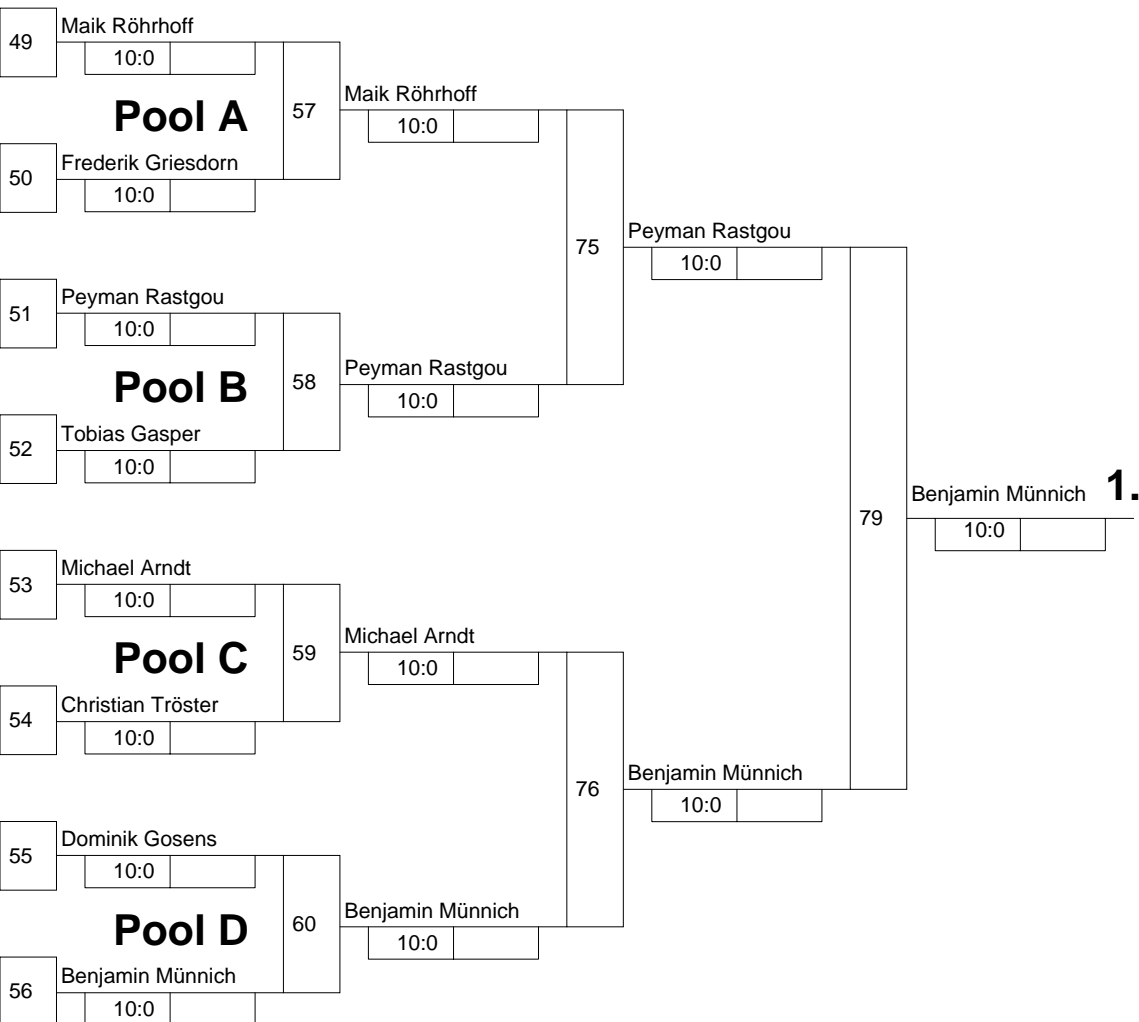 49
Maik Röhrhoff
10:0
Pool A
57
Maik Röhrhoff
10:0
50
Frederik Griesdorn
10:0
75
Peyman Rastgou
10:0
51
Peyman Rastgou
10:0
Pool B
58
Peyman Rastgou
10:0
52
Tobias Gasper
10:0
79
Benjamin Münnich 1.
10:0
53
Michael Arndt
10:0
Pool C
59
Michael Arndt
10:0
54
Christian Tröster
10:0
76
Benjamin Münnich
10:0
55
Dominik Gosens
10:0
Pool D
60
Benjamin Münnich
10:0
56
Benjamin Münnich
10:0